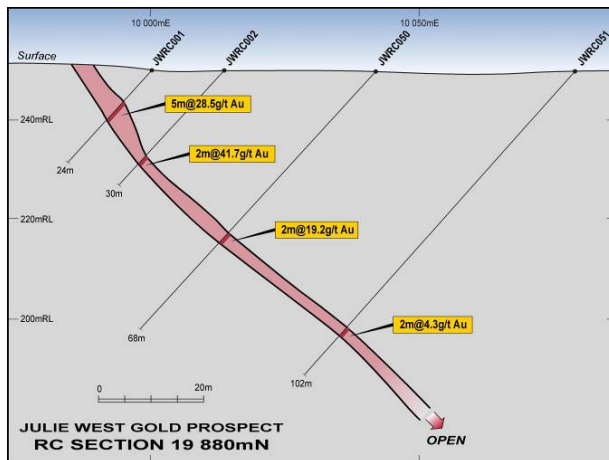 10 000mE
10 050mE
JWRC001
JWRC002
JWRC050
JWRC051
Surface
5m@28.5g/t Au
240mRL
2m@41.7g/t Au
24m
30m
220mRL
2m@19.2g/t Au
200mRL
2m@4.3g/t Au
68m
102m
0
20m
JULIE WEST GOLD PROSPECT
RC SECTION 19 880mN
OPEN